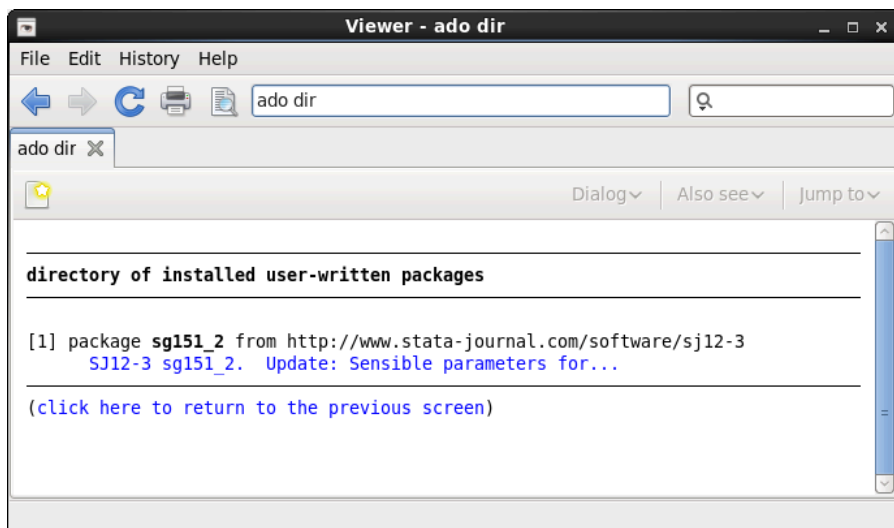 Viewer - ado dir
File Edit History Help
ado dir
ado dir
Dialog Also see Jump to
directory of installed user-written packages
[1] package sg151_2 from http://www.stata-journal.com/software/sj12-3
SJ12-3 sg151_2. Update: Sensible parameters for...
(click here to return to the previous screen)